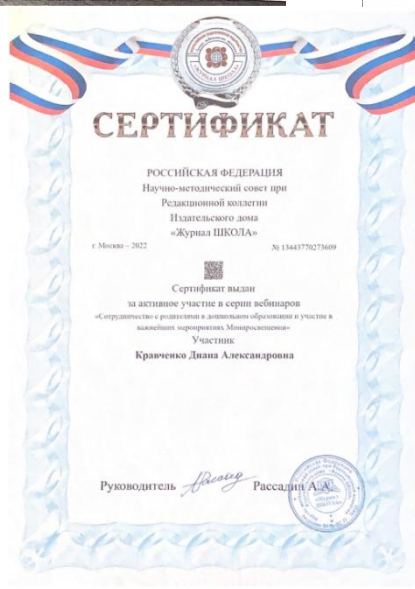 «ЖУРНАЛ ШКОЛА»
СЕРТИФИКАТ
РОССИЙСКАЯ ФЕДЕРАЦИЯ
Научно-методический совет при
Редакционной коллегии
Издательского дома
«Журнал ШКОЛА»
г. Москва – 2022 № 13443770273609
Сертификат выдан
за активное участие в серии вебинаров
«Сотрудничество с родителями в дошкольном образовании и участие в
важнейших мероприятиях Минпросвещения»
Участник
Кравченко Диана Александровна
Руководитель Рассадин А.А.